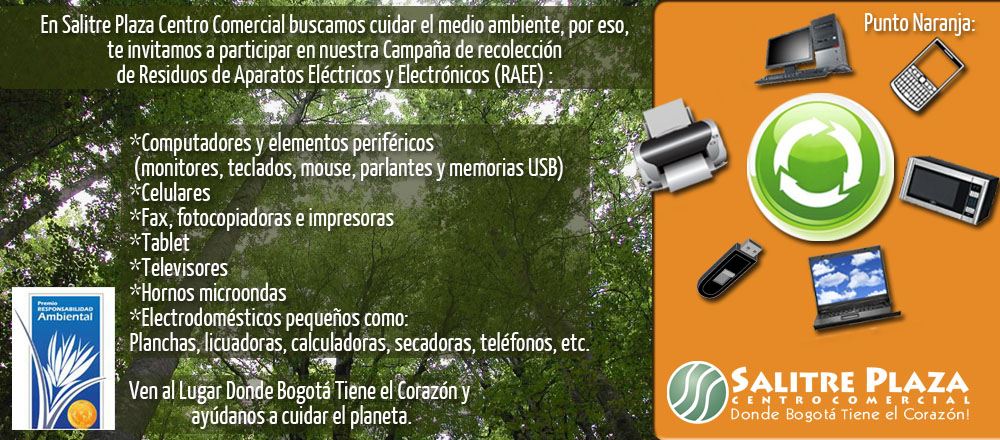 En Salitre Plaza Centro Comercial buscamos cuidar el medio ambiente, por eso,
te invitamos a participar en nuestra Campaña de recolección
de Residuos de Aparatos Eléctricos y Electrónicos (RAEE) :
*Computadores y elementos periféricos
(monitores, teclados, mouse, parlantes y memorias USB)
*Celulares
*Fax, fotocopiadoras e impresoras
*Tablet
*Televisores
*Hornos microondas
*Electrodomésticos pequeños como:
Planchas, licuadoras, calculadoras, secadoras, teléfonos, etc.
Ven al Lugar Donde Bogotá Tiene el Corazón y
ayúdanos a cuidar el planeta.
Premio
RESPONSABILIDAD
Ambiental
Punto Naranja:
SALITRE PLAZA
CENTRO COMERCIAL
Donde Bogotá Tiene el Corazón!